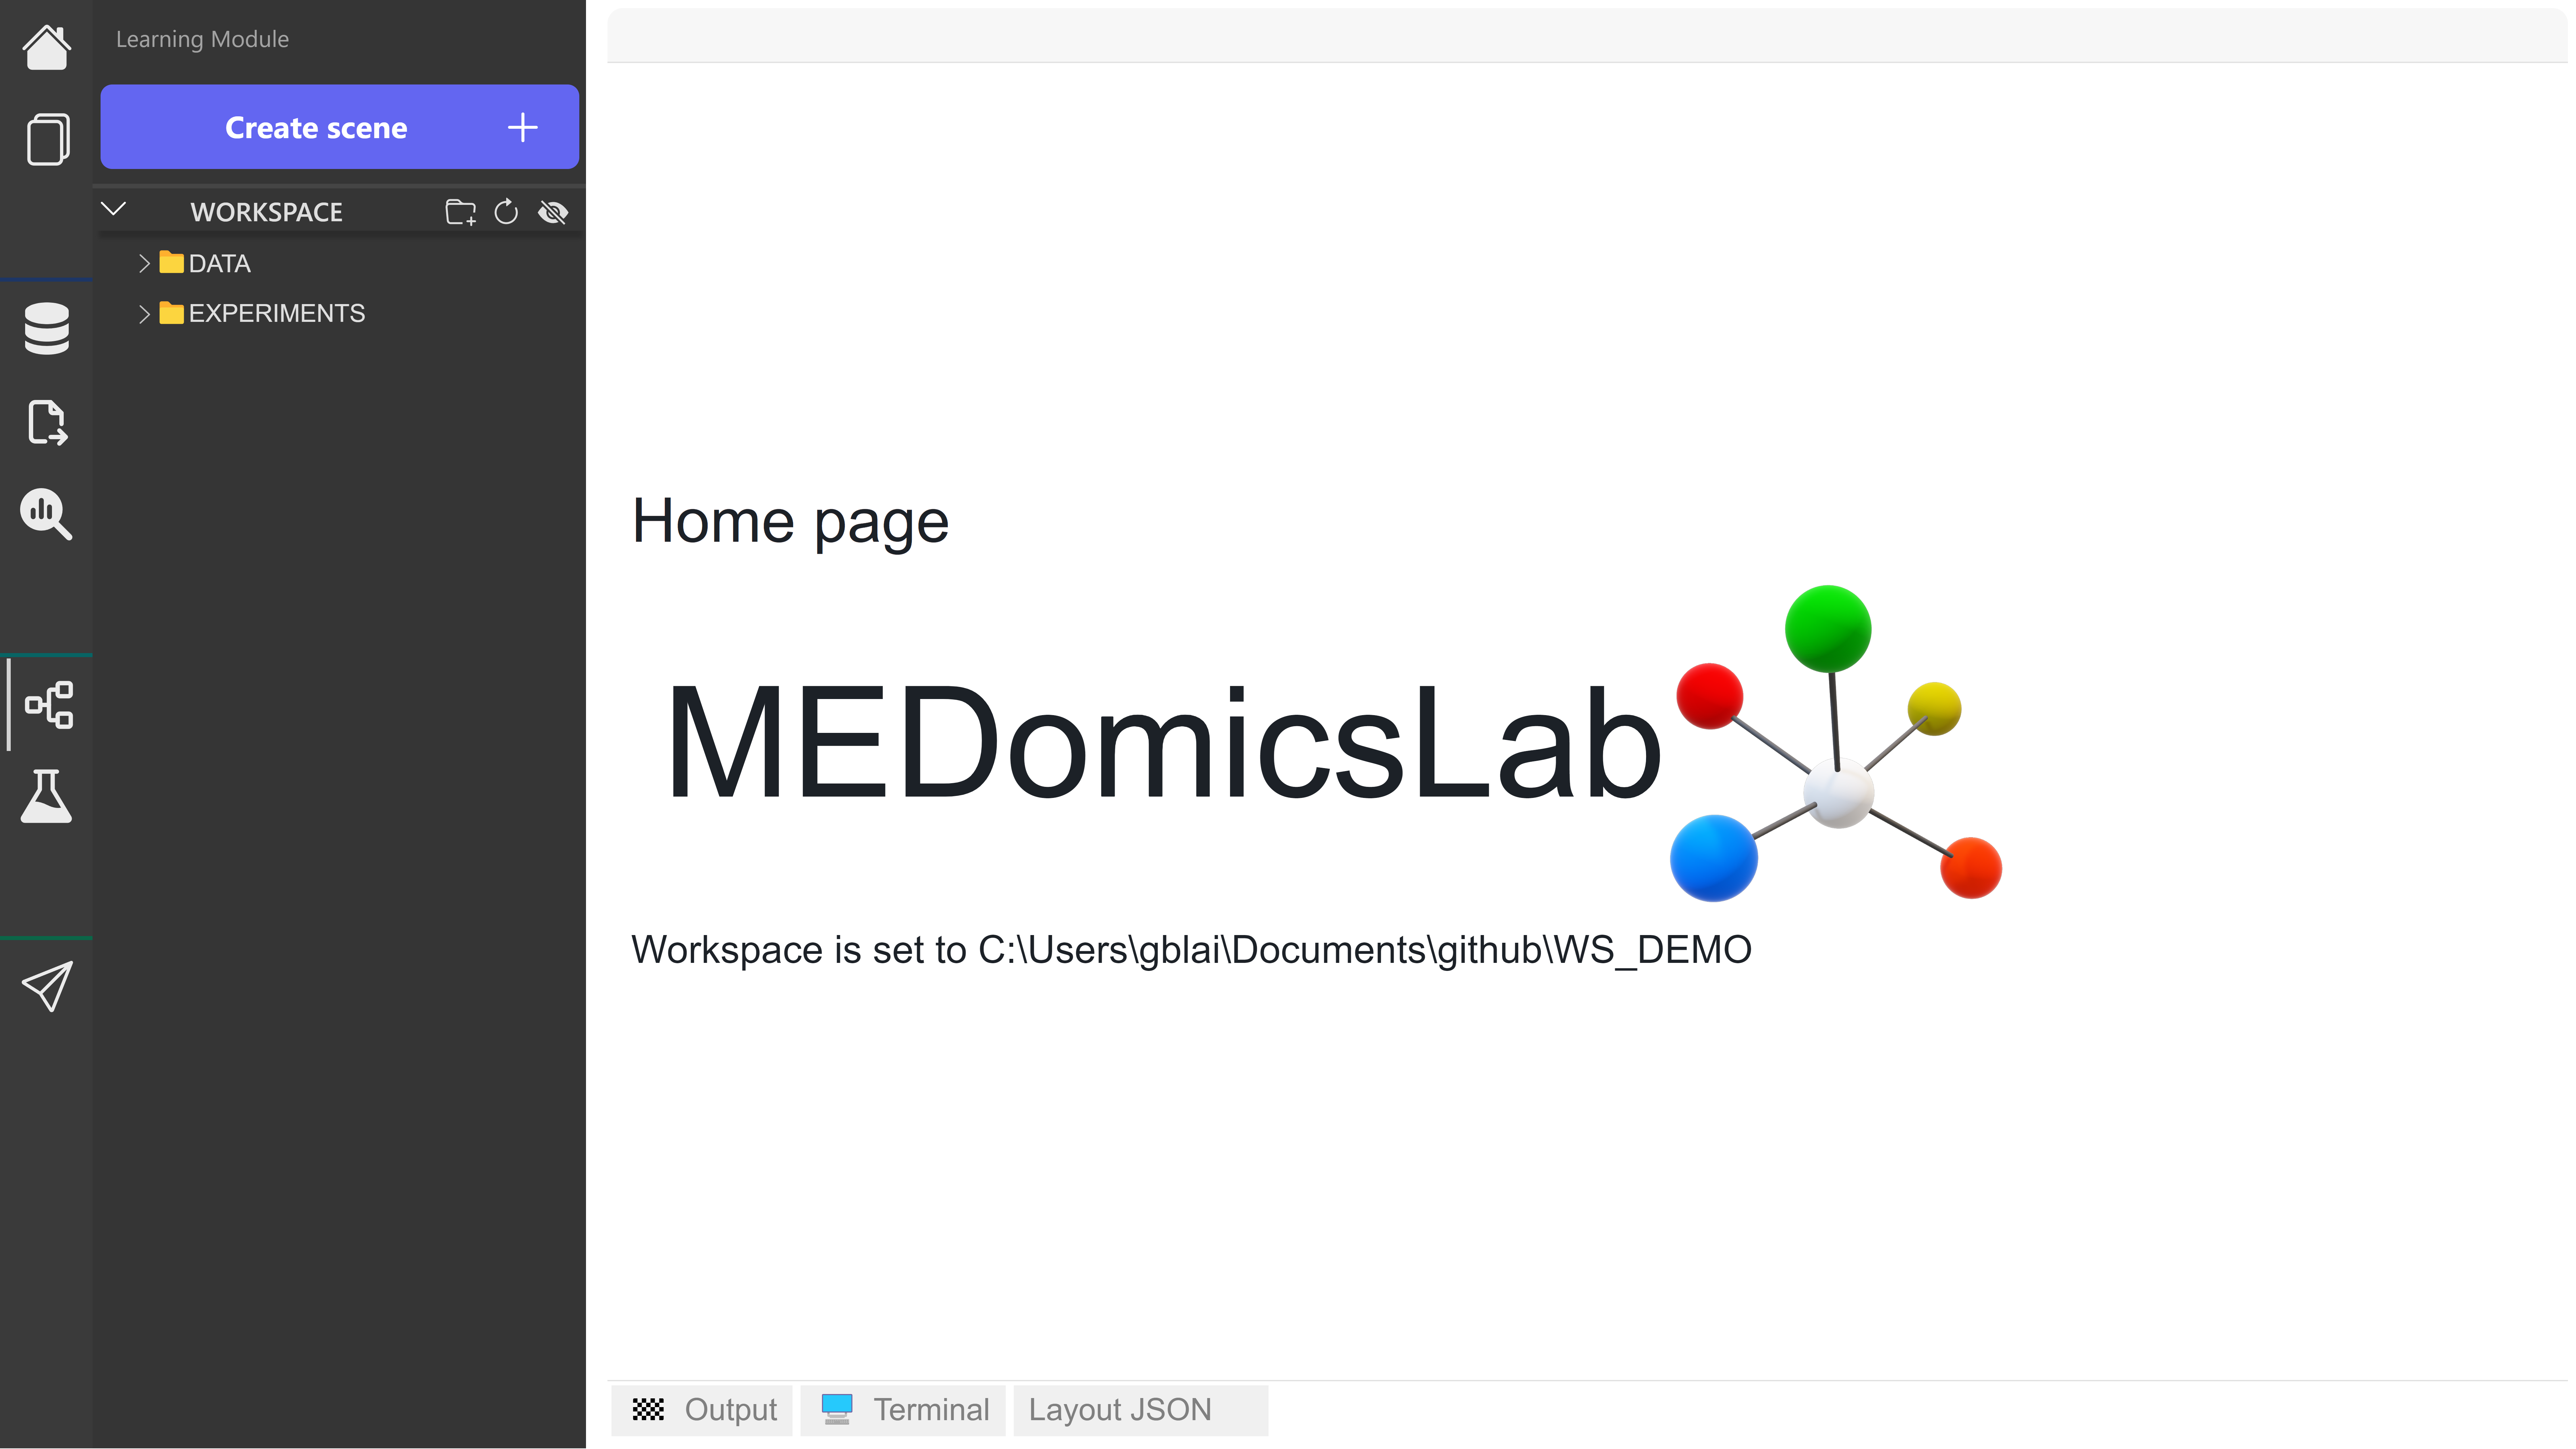 Learning Module
Create scene
WORKSPACE
DATA
EXPERIMENTS
Home page
MEDomicsLab
Workspace is set to C:\Users\gblai\Documents\github\WS_DEMO
Output
Terminal
Layout JSON